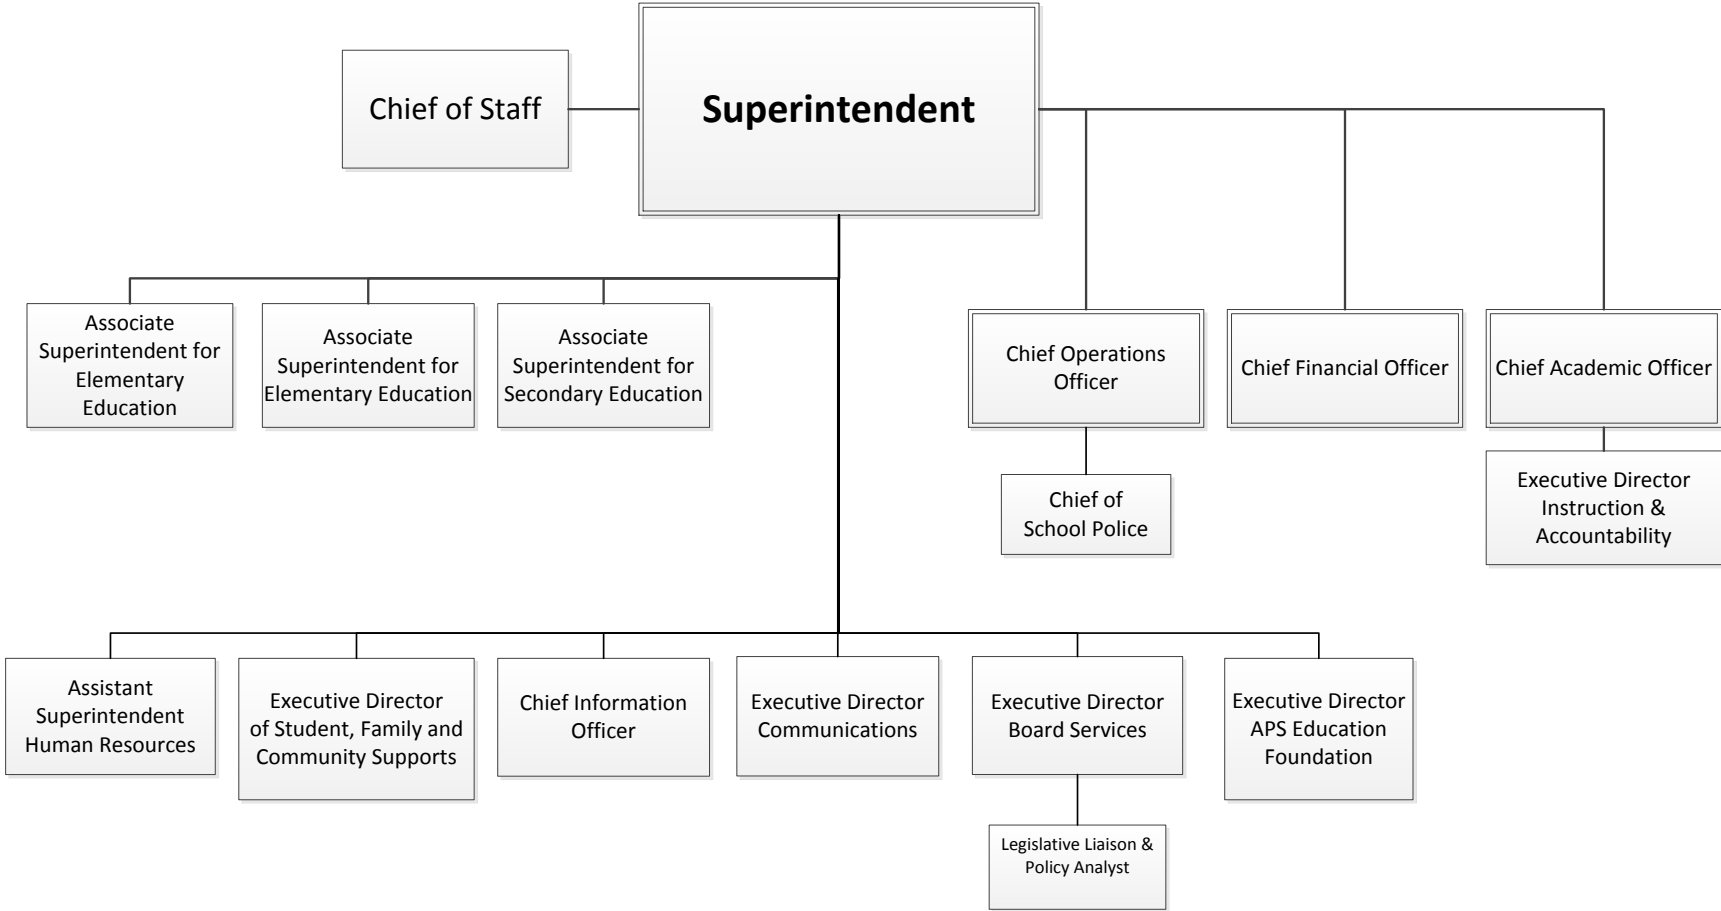 Chief of Staff
Superintendent
Associate
Superintendent for
Elementary
Education
Associate
Superintendent for
Elementary Education
Associate
Superintendent for
Secondary Education
Chief Operations
Officer
Chief Financial Officer
Chief Academic Officer
Chief of
School Police
Executive Director
Instruction &
Accountability
Assistant
Superintendent
Human Resources
Executive Director
of Student, Family and
Community Supports
Chief Information
Officer
Executive Director
Communications
Executive Director
Board Services
Executive Director
APS Education
Foundation
Legislative Liaison &
Policy Analyst